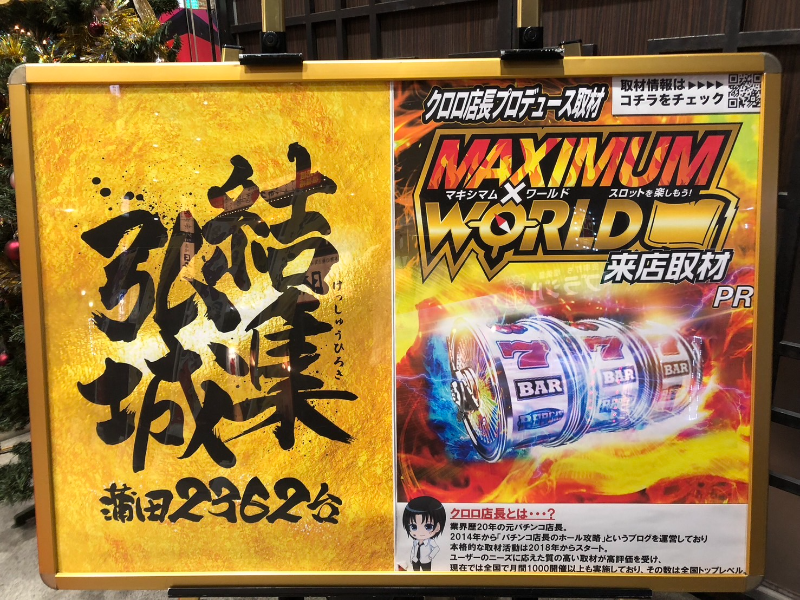 結集
弘城
けっしゅうひろき
蒲田2362台
取材情報は▶▶▶▶
コチラをチェック
クロロ店長プロデュース取材
MAXIMUM
マキシマム×ワールド スロットを楽しもう!
WORLD
来店取材
PR
7 7
BAR BAR
クロロ店長とは・・・?
業界歴20年の元パチンコ店長。
2014年から「パチンコ店長のホール攻略」というブログを運営しており
本格的な取材活動は2018年からスタート。
ユーザーのニーズに応えた質の高い取材が高評価を受け、
現在では全国で月間1000開催以上も実施しており、その数は全国トップレベル。